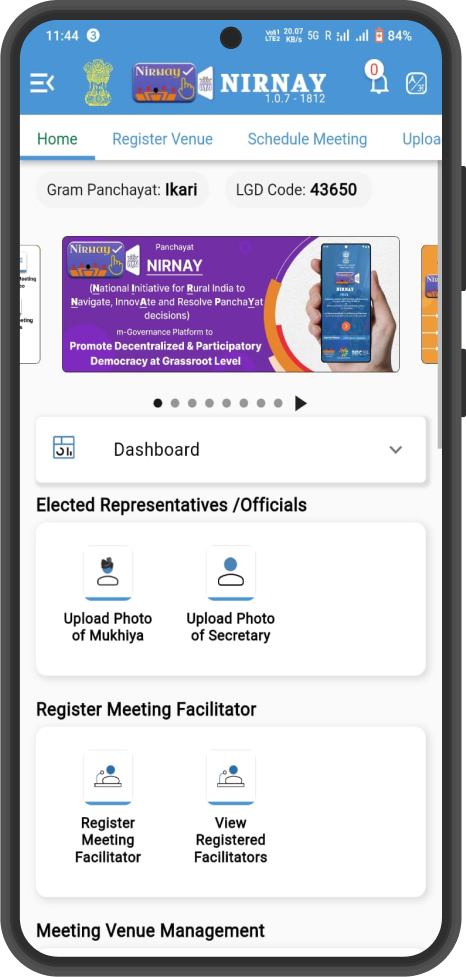 11:44 3 Vo1 LTE2 20.07 KB/s 5G R 84%
NIRNAY NIRNAY 0
1.0.7 - 1812
Home Register Venue Schedule Meeting Uploa
Gram Panchayat: Ikari LGD Code: 43650
NIRNAY Panchayat
NIRNAY
(National Initiative for Rural India to
Navigate, InnovAte and Resolve PanchaYat
decisions)
m-Governance Platform to
Promote Decentralized & Participatory
Democracy at Grassroot Level
Dashboard
Elected Representatives /Officials
Upload Photo
of Mukhiya
Upload Photo
of Secretary
Register Meeting Facilitator
Register
Meeting
Facilitator
View
Registered
Facilitators
Meeting Venue Management